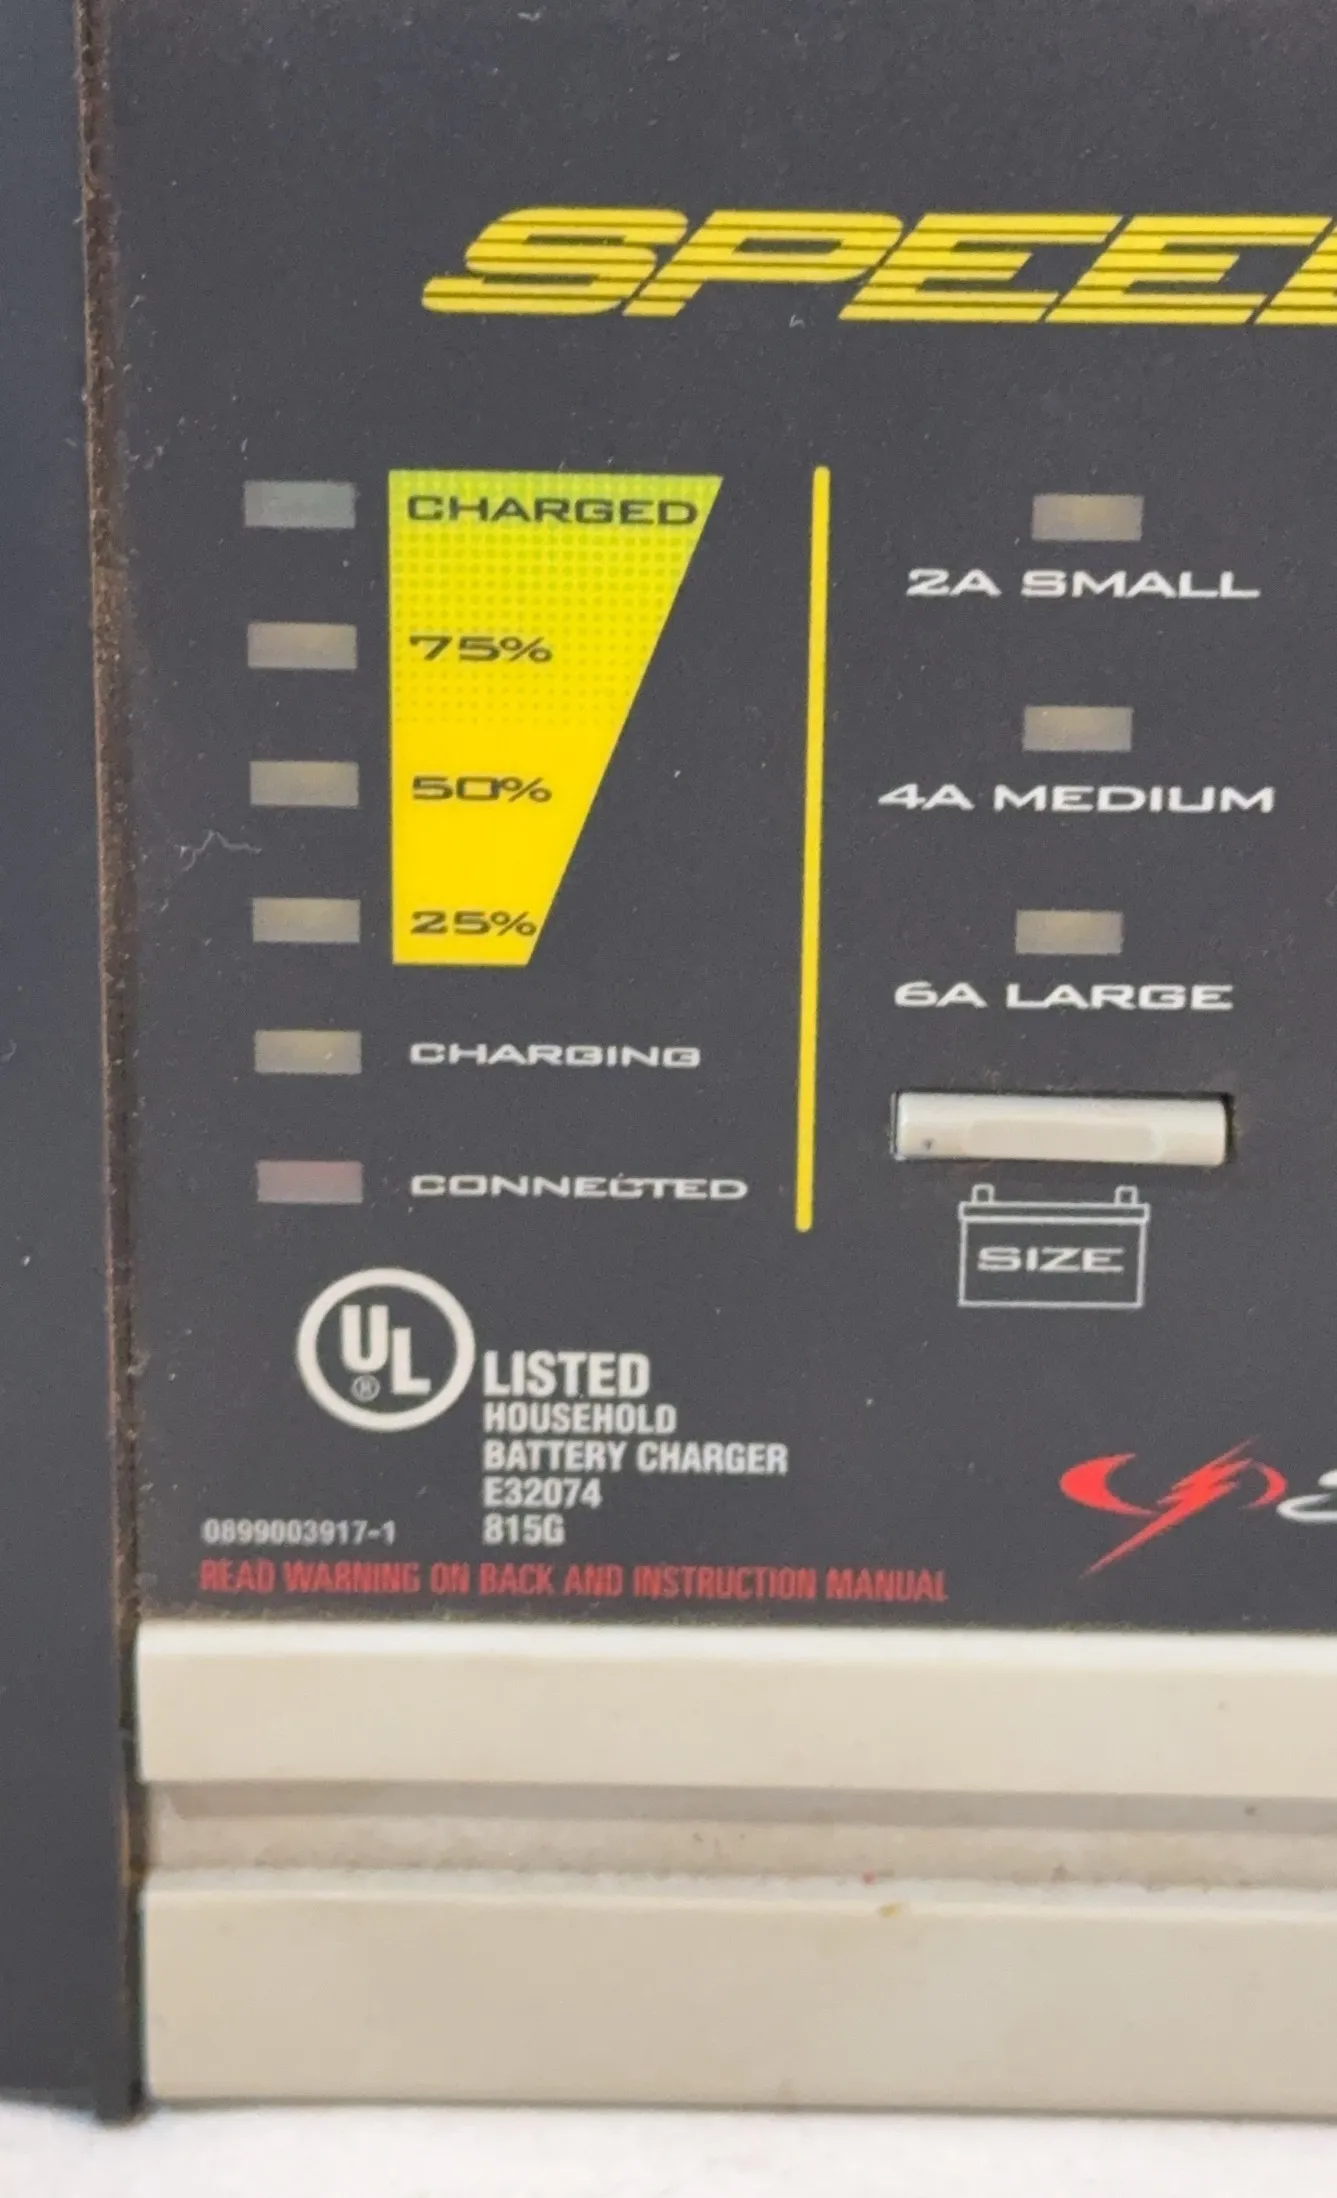 CHARGED
75%
50%
25%
CHARGING
CONNECTED
2A SMALL
4A MEDIUM
6A LARGE
SIZE
UL
®
LISTED
HOUSEHOLD
BATTERY CHARGER
E32074
815G
0899003917-1
READ WARNING ON BACK AND INSTRUCTION MANUAL